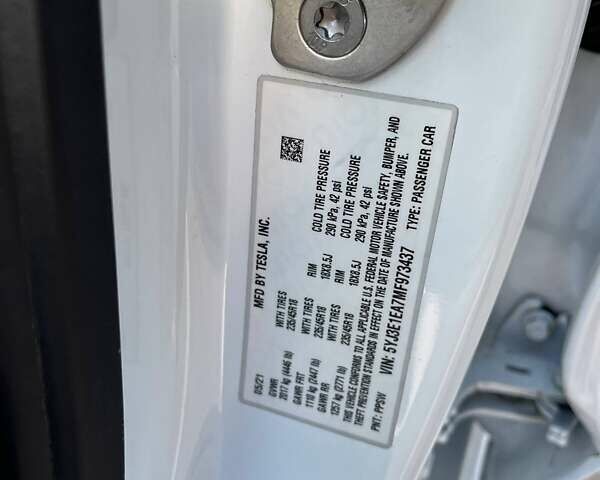 MFD BY TESLA, INC.
05/21
GVWR
2017 kg (4446 lb)
WITH TIRES
235/45R18
RIM
18X8.5J
COLD TIRE PRESSURE
290 kPa, 42 psi
GAWR FRT
1110 kg (2447 lb)
WITH TIRES
235/45R18
GAWR RR
1257 kg (2771 lb)
WITH TIRES
235/45R18
RIM
18X8.5J
COLD TIRE PRESSURE
290 kPa, 42 psi
THIS VEHICLE CONFORMS TO ALL APPLICABLE U.S. FEDERAL MOTOR VEHICLE SAFETY, BUMPER, AND
THEFT PREVENTION STANDARDS IN EFFECT ON THE DATE OF MANUFACTURE SHOWN ABOVE.
VIN: 5YJ3E1EA7MF973437
TYPE: PASSENGER CAR
PNT: PPSW